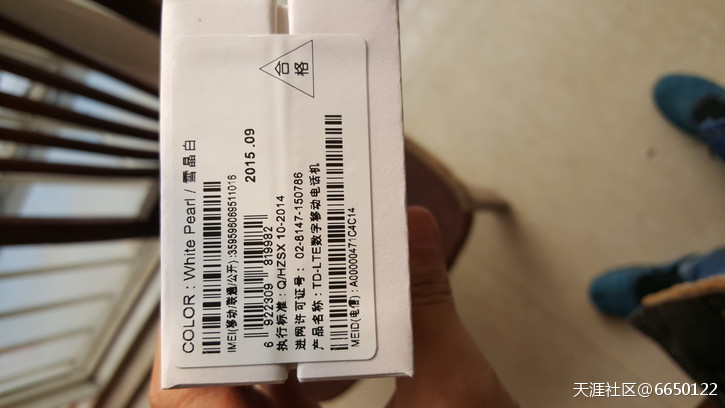 COLOR : White Pearl / 雪晶白
IMEI(移动/联通/公开) :359596069511016
2015 .09
6 922309 819982
执行标准 : Q/HZSX 10-2014
进网许可证号 : 02-8147-150786
产品名称 : TD-LTE数字移动电话机
MEID(电信) : A00000471C4C14
合格
天涯社区@6650122